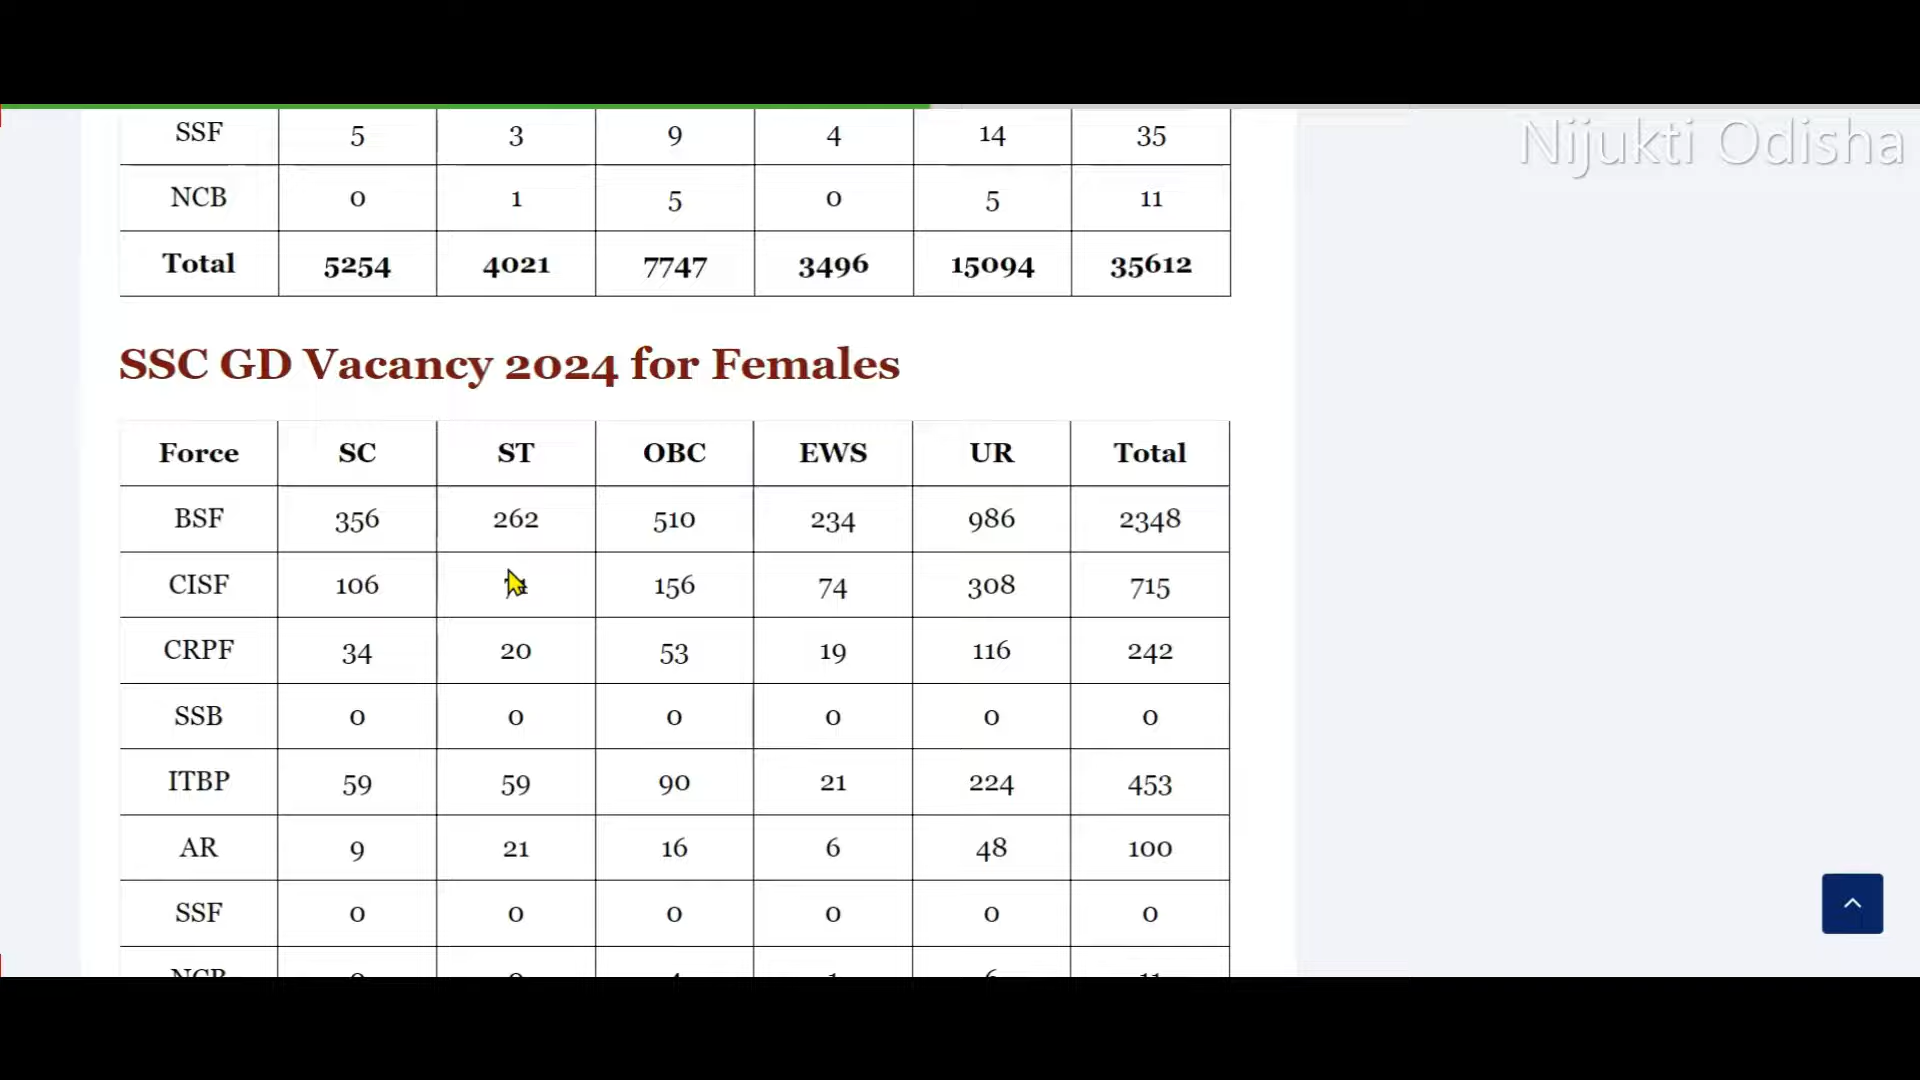 Nijukti Odisha
SSF 5 3 9 4 14 35
NCB 0 1 5 0 5 11
Total 5254 4021 7747 3496 15094 35612
SSC GD Vacancy 2024 for Females
Force SC ST OBC EWS UR Total
BSF 356 262 510 234 986 2348
CISF 106 156 74 308 715
CRPF 34 20 53 19 116 242
SSB 0 0 0 0 0 0
ITBP 59 59 90 21 224 453
AR 9 21 16 6 48 100
SSF 0 0 0 0 0 0